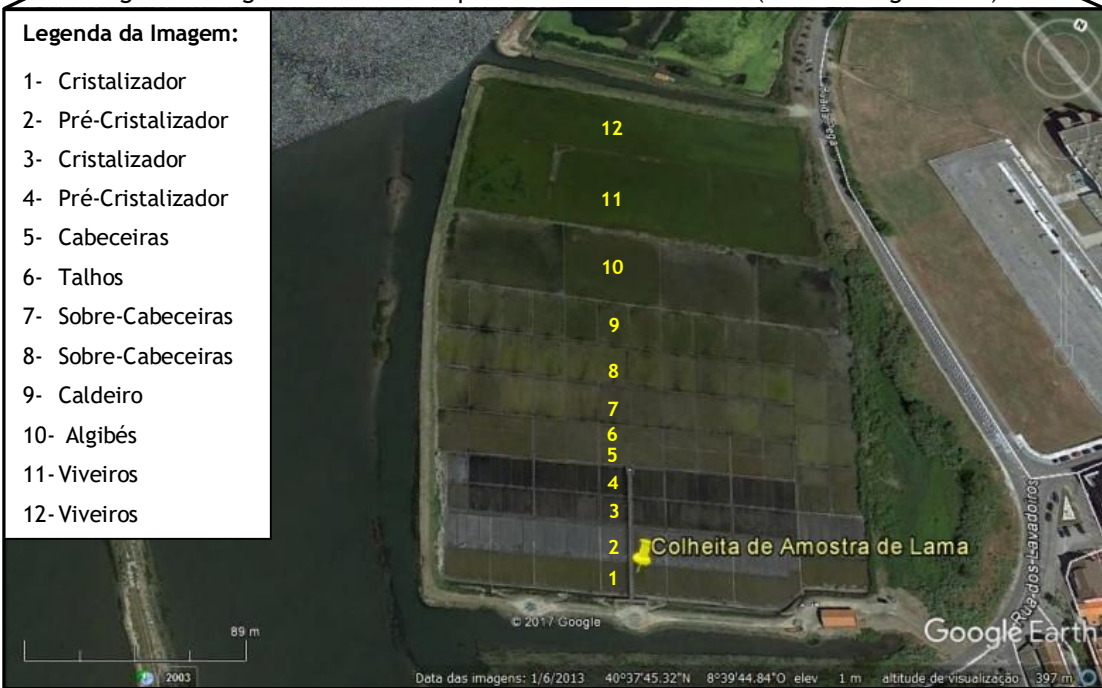 Legenda da Imagem:
1- Cristalizador
2- Pré-Cristalizador
3- Cristalizador
4- Pré-Cristalizador
5- Cabeceiras
6- Talhos
7- Sobre-Cabeceiras
8- Sobre-Cabeceiras
9- Caldeiro
10- Algibés
11- Viveiros
12- Viveiros
12
11
10
9
8
7
6
5
4
3
2
Colheita de Amostra de Lama
1
N
Rua dos Lavadoiros
© 2017 Google
Google Earth
89 m
2003
Data das imagens: 1/6/2013 40°37'45.32"N 8°39'44.84"O elev 1 m altitude de visualização 397 m